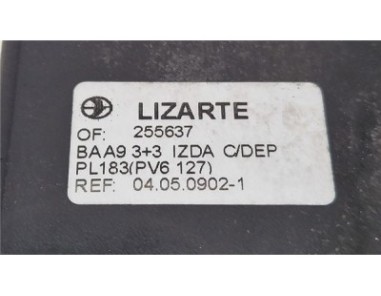 LIZARTE
OF: 255637
BAA9 3+3 IZDA C/DEP
PL183(PV6 127)
REF: 04.05.0902-1